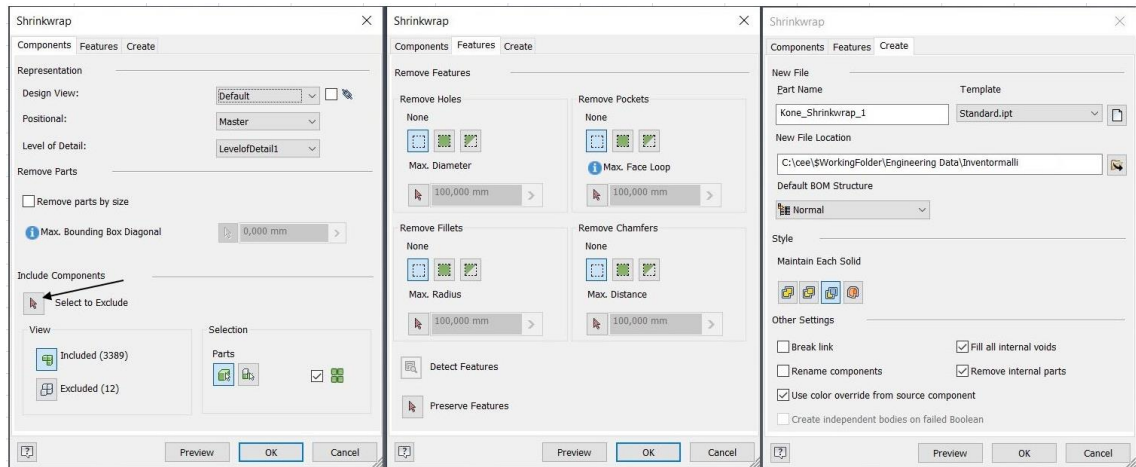 Shrinkwrap
Components Features Create
Representation
Design View: Default
Positional: Master
Level of Detail: LevelofDetail1
Remove Parts
Remove parts by size
Max. Bounding Box Diagonal 0,000 mm
Include Components
Select to Exclude
View
Included (3389)
Excluded (12)
Selection
Parts
Preview OK Cancel
Shrinkwrap
Components Features Create
Remove Features
Remove Holes
None
Max. Diameter
100,000 mm
Remove Pockets
None
Max. Face Loop
100,000 mm
Remove Fillets
None
Max. Radius
100,000 mm
Remove Chamfers
None
Max. Distance
100,000 mm
Detect Features
Preserve Features
Preview OK Cancel
Shrinkwrap
Components Features Create
New File
Part Name Template
Kone_Shrinkwrap_1 Standard.ipt
New File Location
C:\cee\$WorkingFolder\Engineering Data\Inventormalli
Default BOM Structure
Normal
Style
Maintain Each Solid
Other Settings
Break link Fill all internal voids
Rename components Remove internal parts
Use color override from source component
Create independent bodies on failed Boolean
Preview OK Cancel